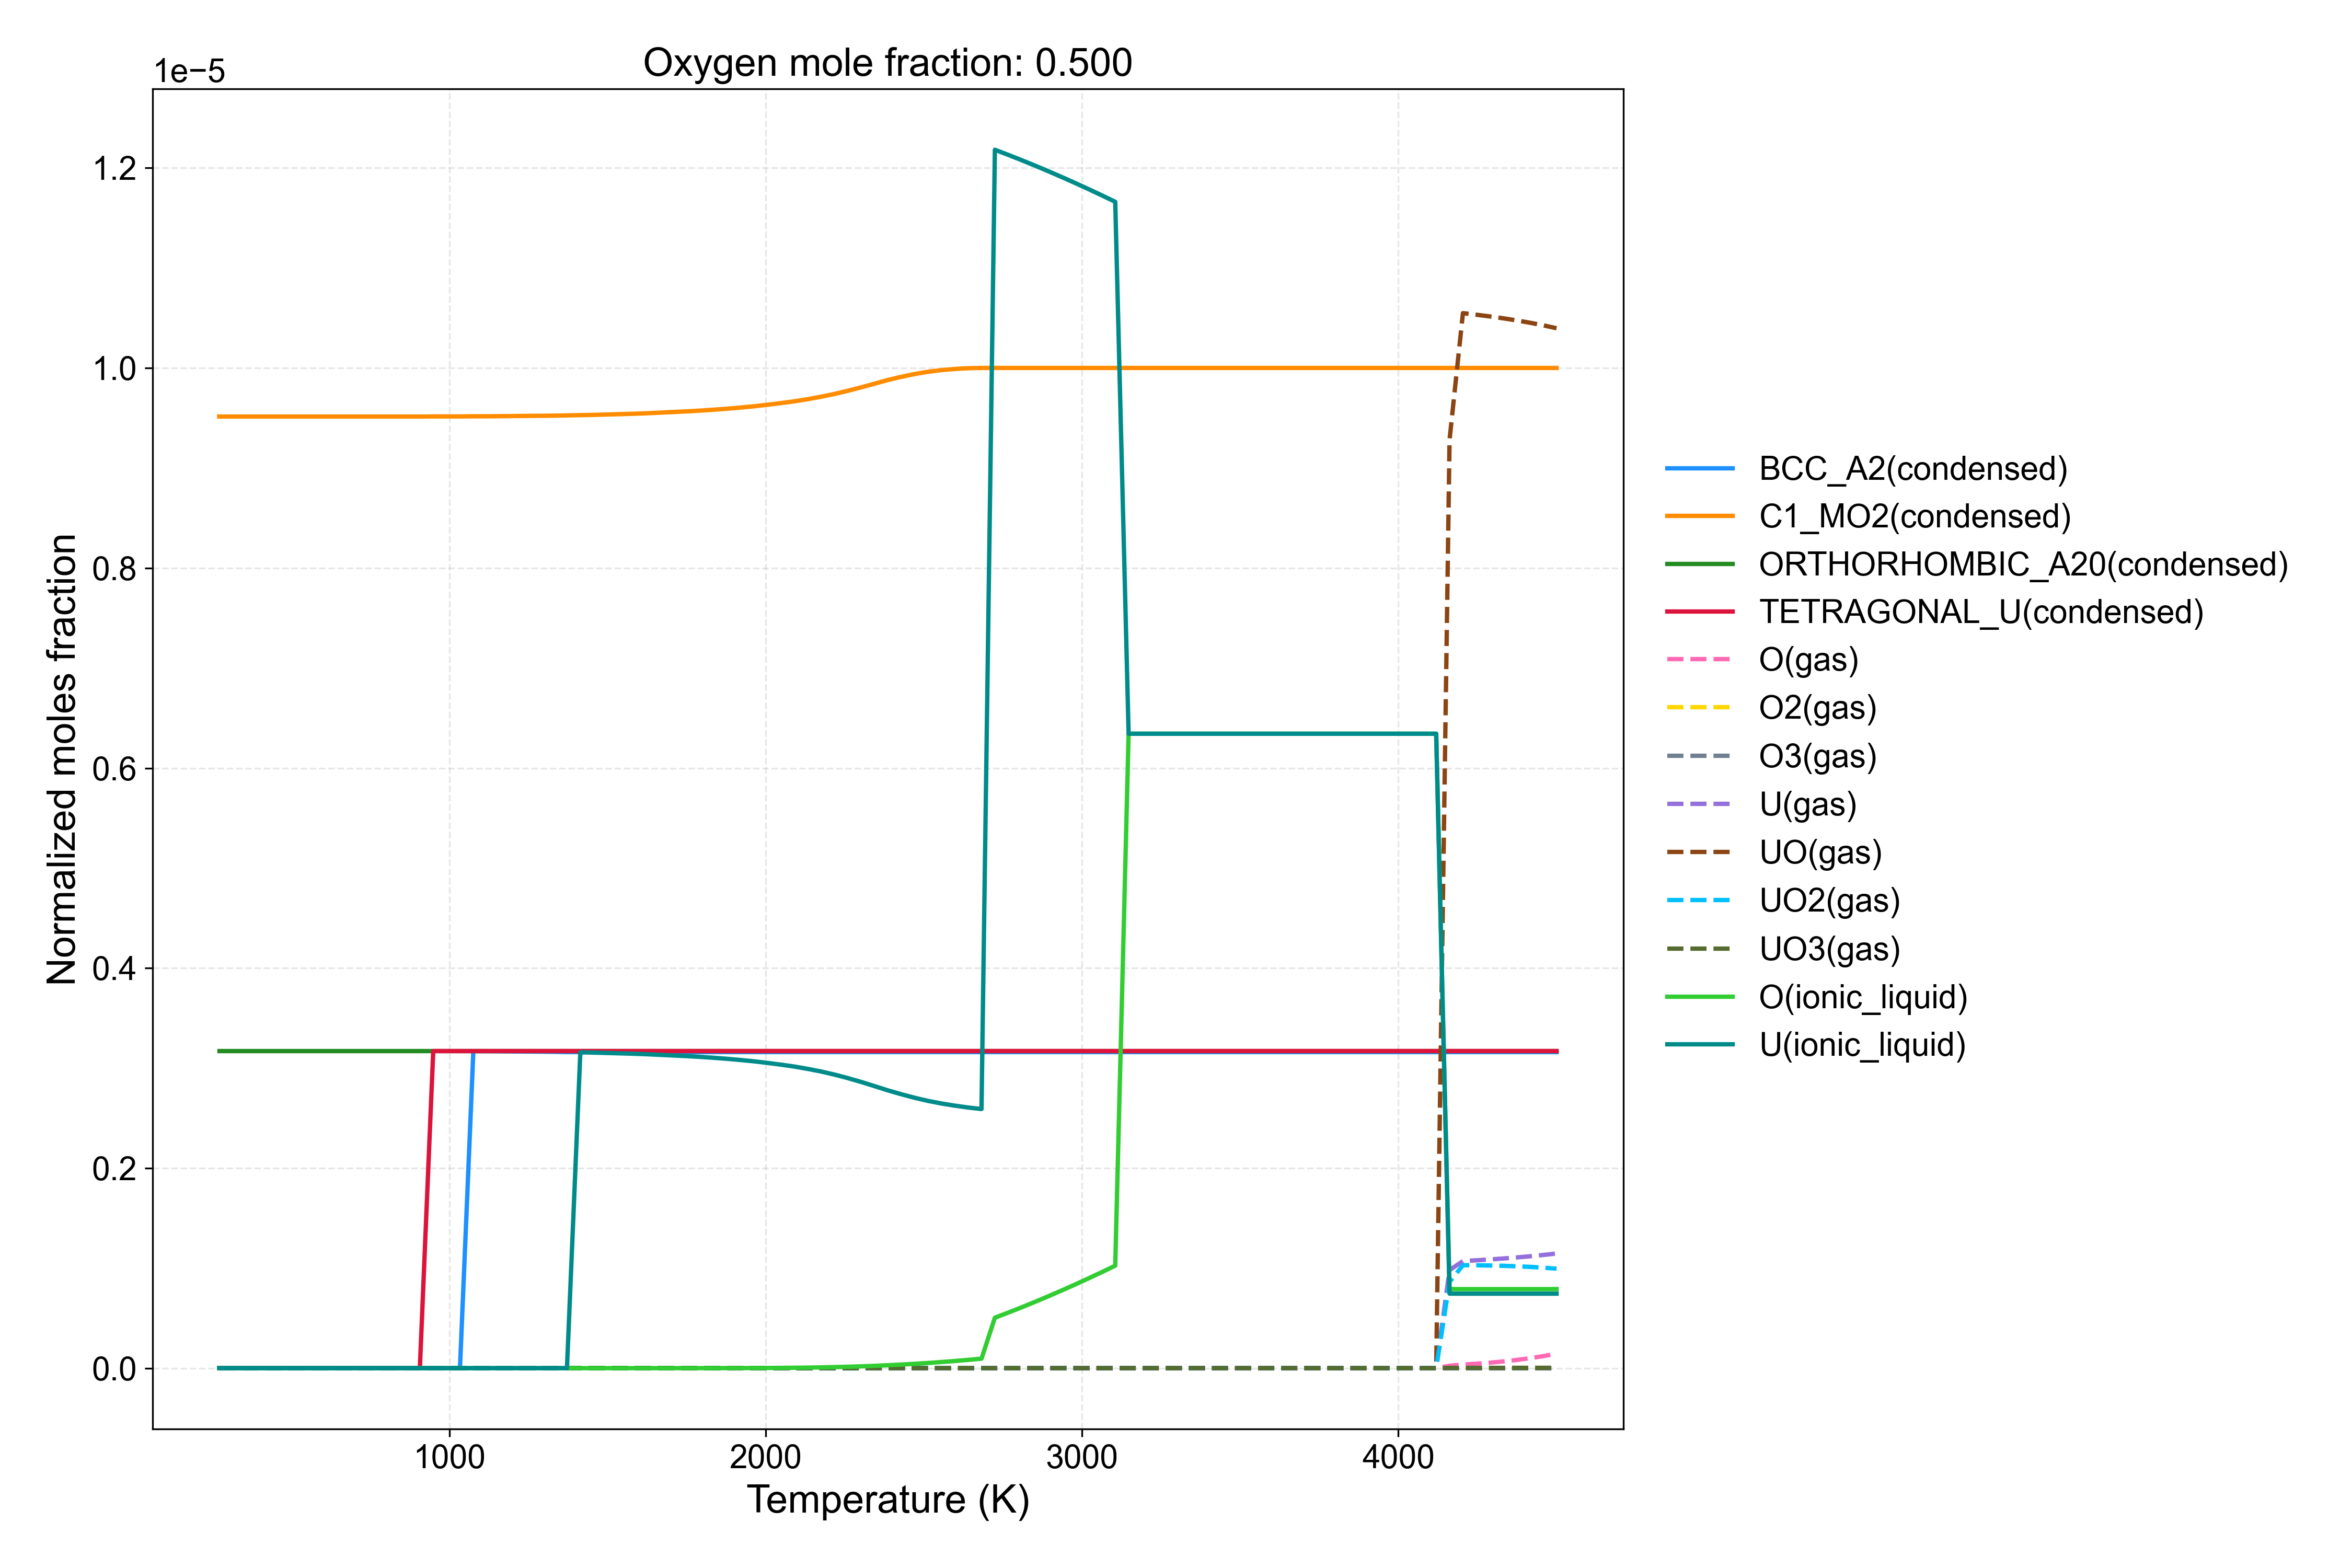 Oxygen mole fraction: 0.500
1e−5
1.2
1.0
0.8
0.6
0.4
0.2
0.0
Normalized moles fraction
1000
2000
3000
4000
Temperature (K)
BCC_A2(condensed)
C1_MO2(condensed)
ORTHORHOMBIC_A20(condensed)
TETRAGONAL_U(condensed)
O(gas)
O2(gas)
O3(gas)
U(gas)
UO(gas)
UO2(gas)
UO3(gas)
O(ionic_liquid)
U(ionic_liquid)